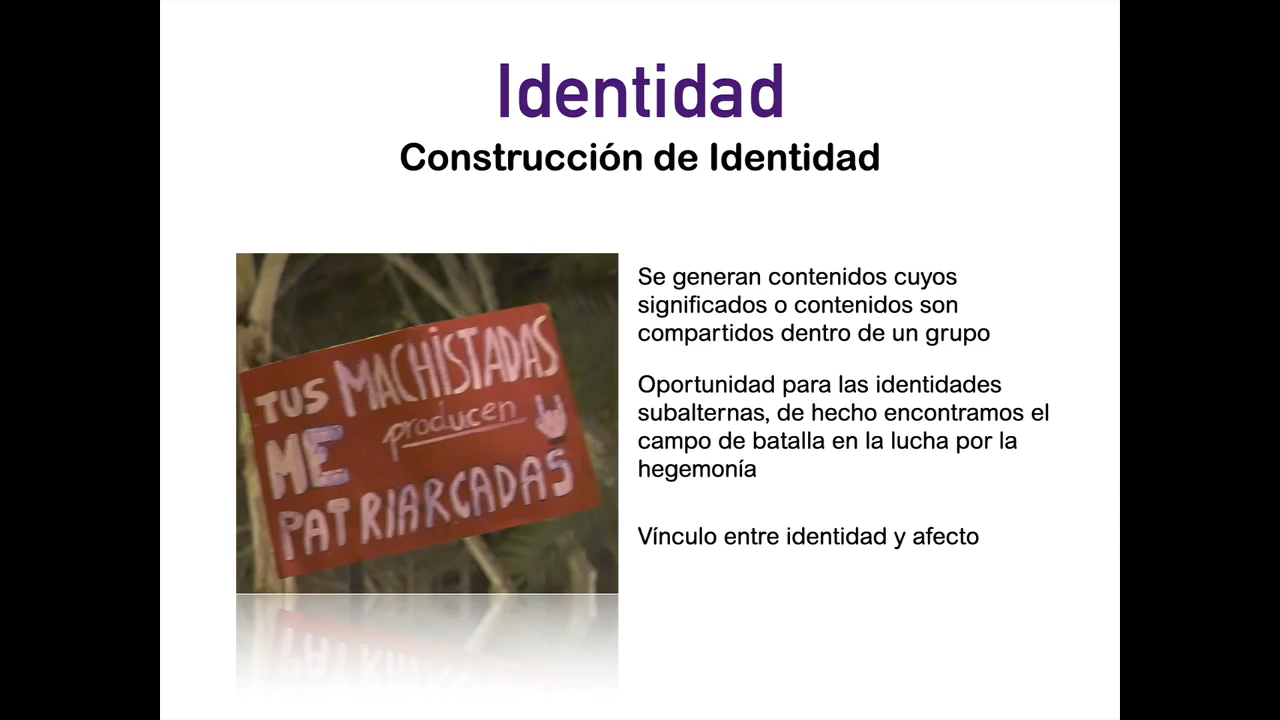 Identidad
Construcción de Identidad
TUS MACHISTADAS
ME producen
PATRIARCADAS
Se generan contenidos cuyos
significados o contenidos son
compartidos dentro de un grupo
Oportunidad para las identidades
subalternas, de hecho encontramos el
campo de batalla en la lucha por la
hegemonía
Vínculo entre identidad y afecto